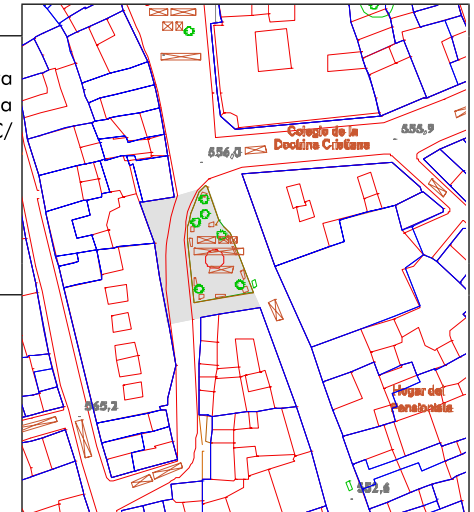 a
a
C/
556,0
Colegio de la
Doctrina Cristiana
555,9
565,2
Hogar del
Pensionista
552,6